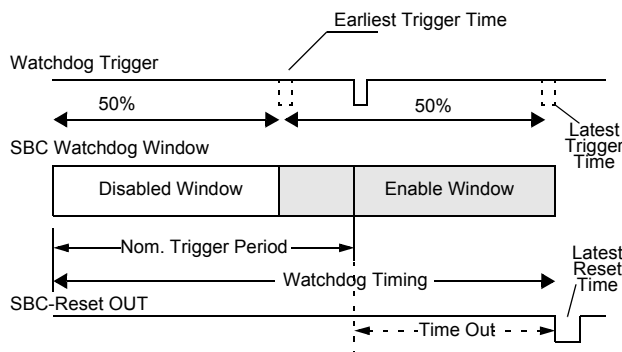 Earliest Trigger Time
Watchdog Trigger
50%
50%
Latest
Trigger
Time
SBC Watchdog Window
Disabled Window
Enable Window
Nom. Trigger Period
Watchdog Timing
Latest
Reset
Time
SBC-Reset OUT
Time Out